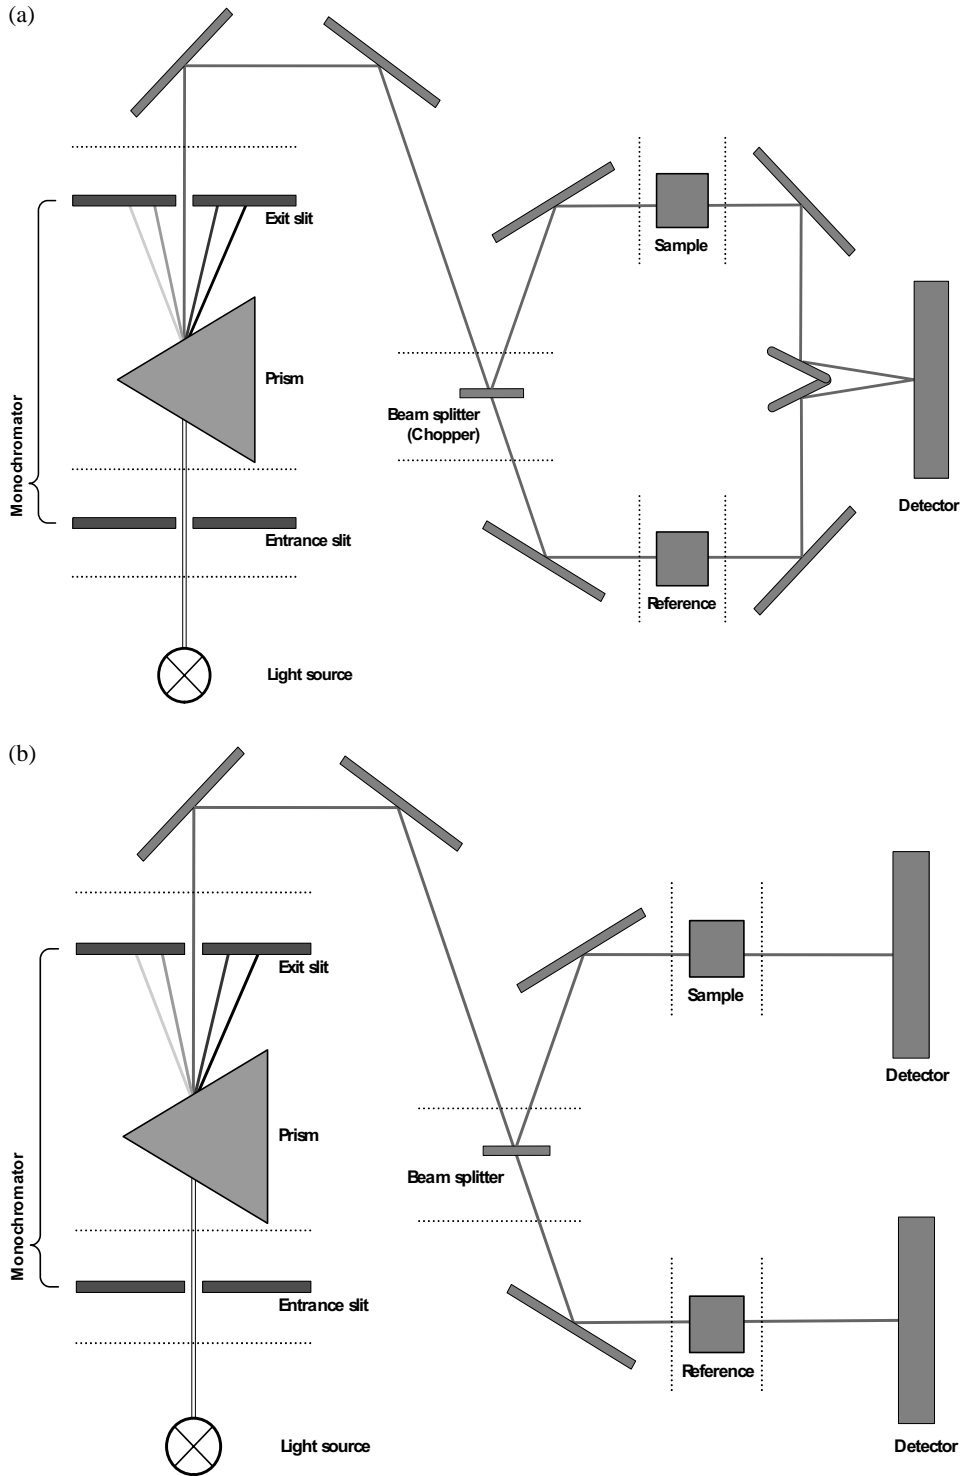 (a)
Exit slit
Sample
Prism
Beam splitter
(Chopper)
Monochromator
Detector
Entrance slit
Reference
Light source
(b)
Exit slit
Sample
Detector
Prism
Beam splitter
Monochromator
Entrance slit
Reference
Light source
Detector